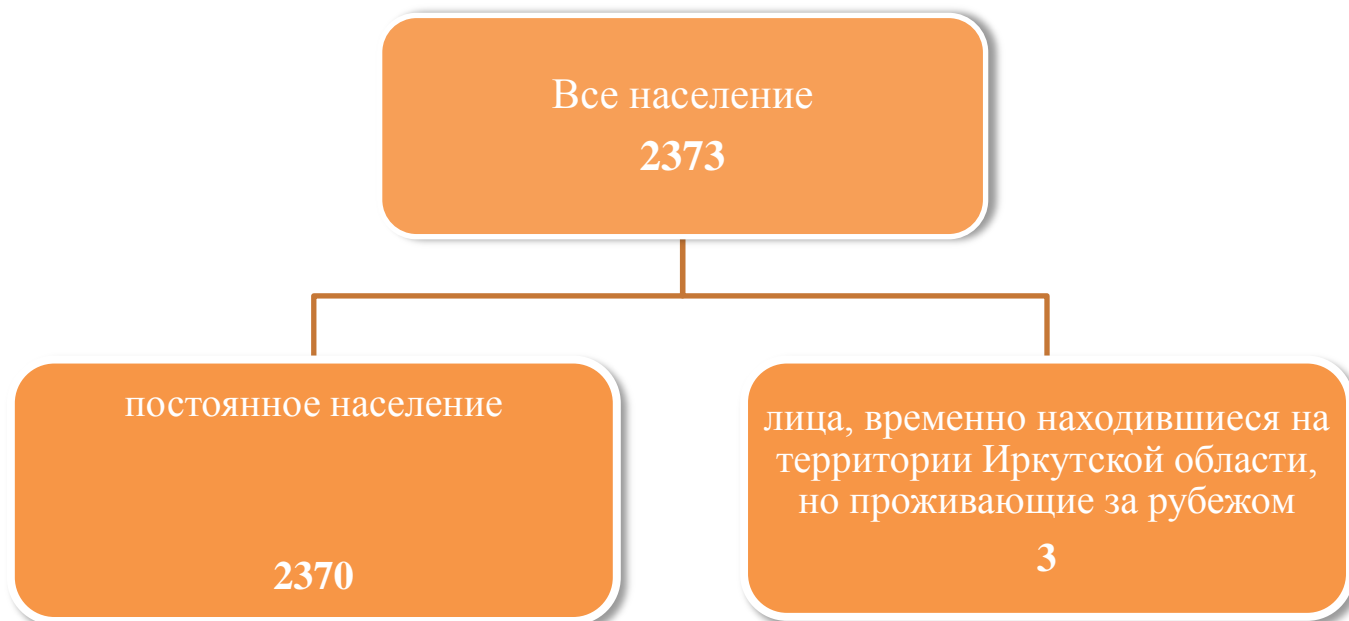 Все население
2373
постоянное население
2370
лица, временно находившиеся на
территории Иркутской области,
но проживающие за рубежом
3